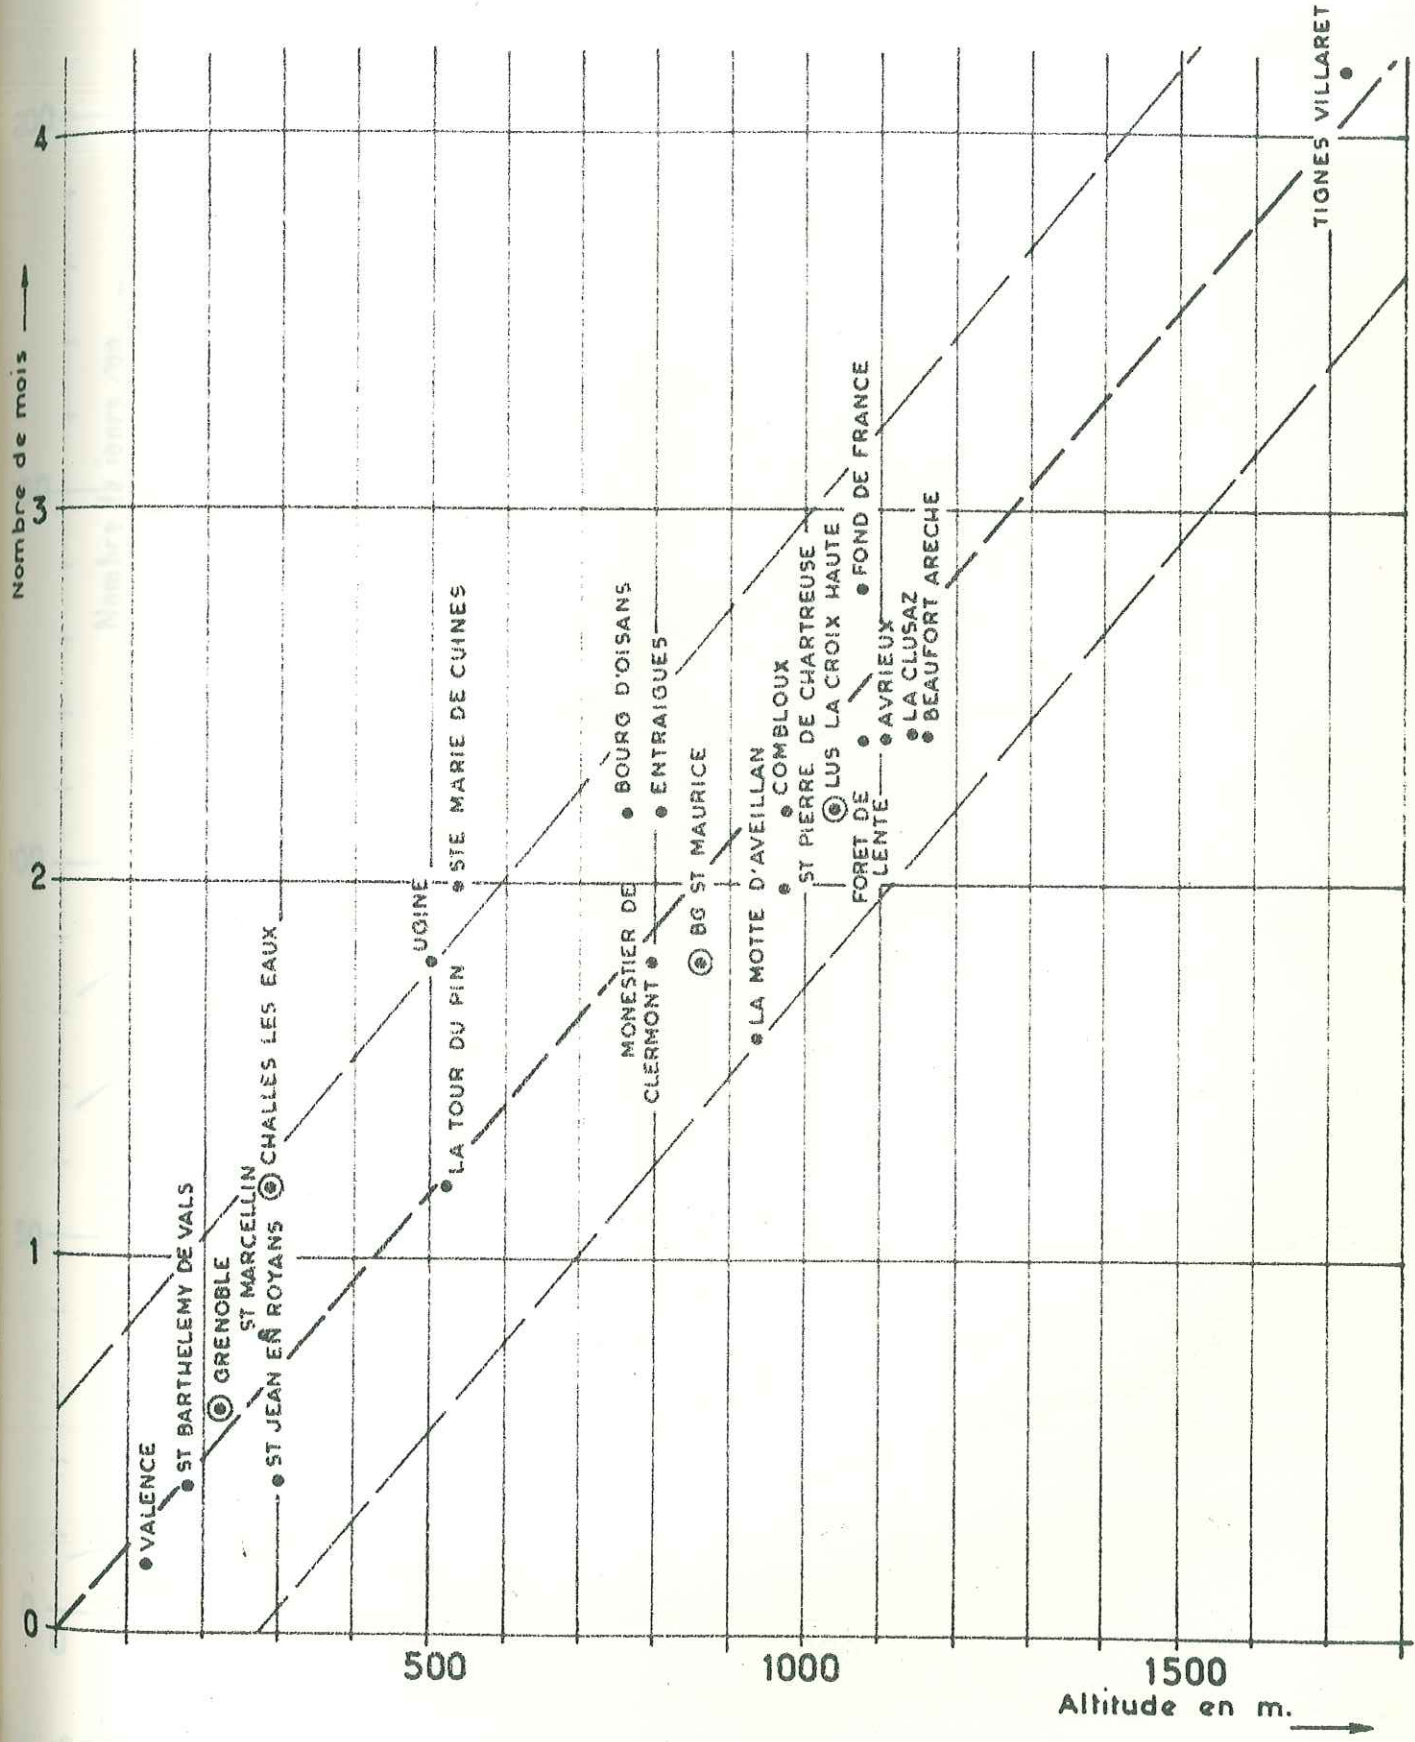 Nombre de mois
4
3
2
1
0
500
1000
1500
Altitude en m.
VALENCE
ST BARTHELEMY DE VALS
GRENOBLE
ST MARCELLIN
ST JEAN EN ROYANS
CHALLES LES EAUX
UGINE
LA TOUR DU PIN
STE MARIE DE CUINES
BOURG D'OISANS
ENTRAIGUES
MONESTIER DE
CLERMONT
BG ST MAURICE
LA MOTTE D'AVEILLAN
COMBLOUX
ST PIERRE DE CHARTREUSE
LUS LA CROIX HAUTE
FORET DE
LENTE
FOND DE FRANCE
AVRIEUX
LA CLUSAZ
BEAUFORT ARECHE
TIGNES VILLARET